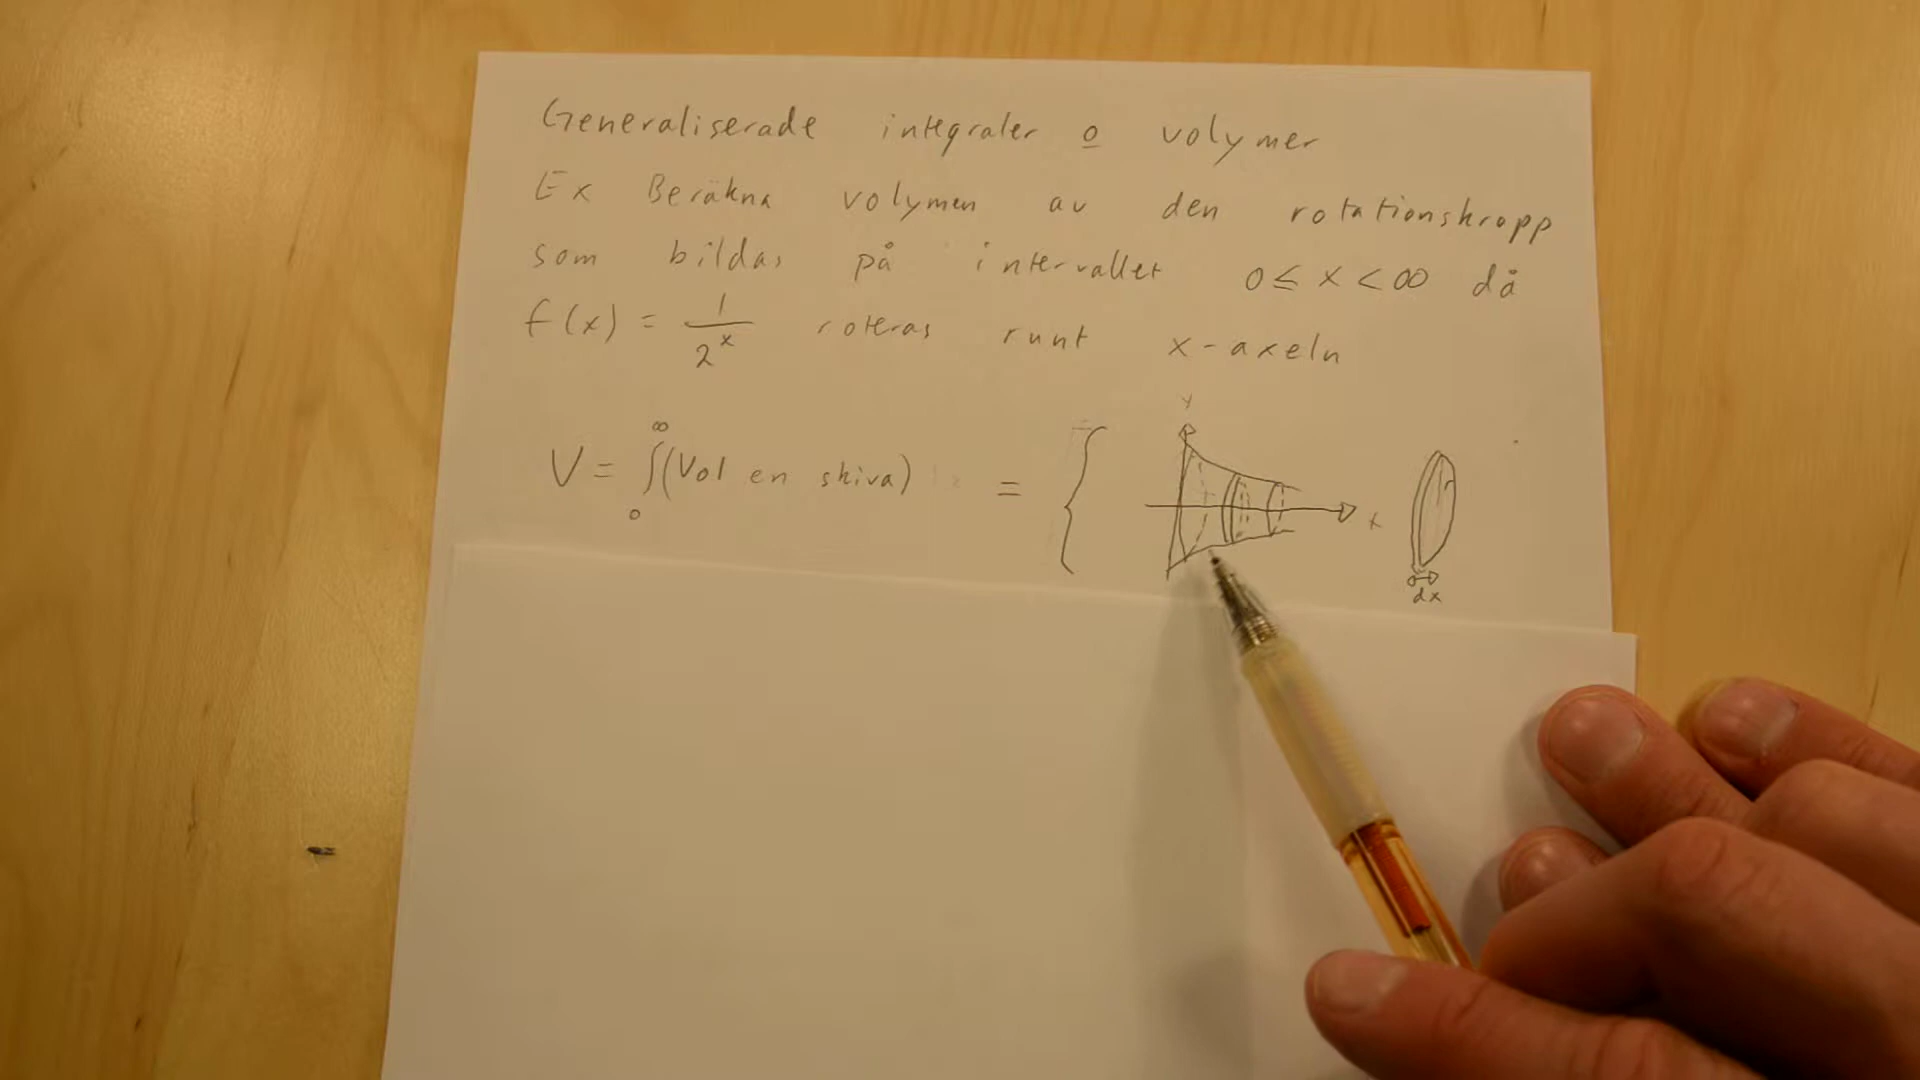 Generaliserade integraler o volymer
Ex Beräkna volymen av den rotationskropp
som bildas på intervallet 0 ≤ x < ∞ då
f(x) = 1/2^x roteras runt x-axeln
V = ∫_0^∞ (Vol en skiva) = {
y
x
dx